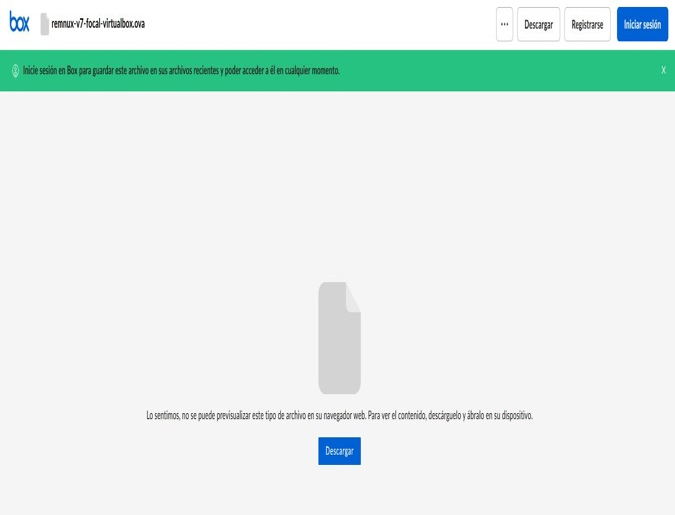 box remnux-v7-focal-virtualbox.ova ··· Descargar Registrarse Iniciar sesión
Inicie sesión en Box para guardar este archivo en sus archivos recientes y poder acceder a él en cualquier momento. X
Lo sentimos, no se puede previsualizar este tipo de archivo en su navegador web. Para ver el contenido, descárguelo y ábralo en su dispositivo.
Descargar